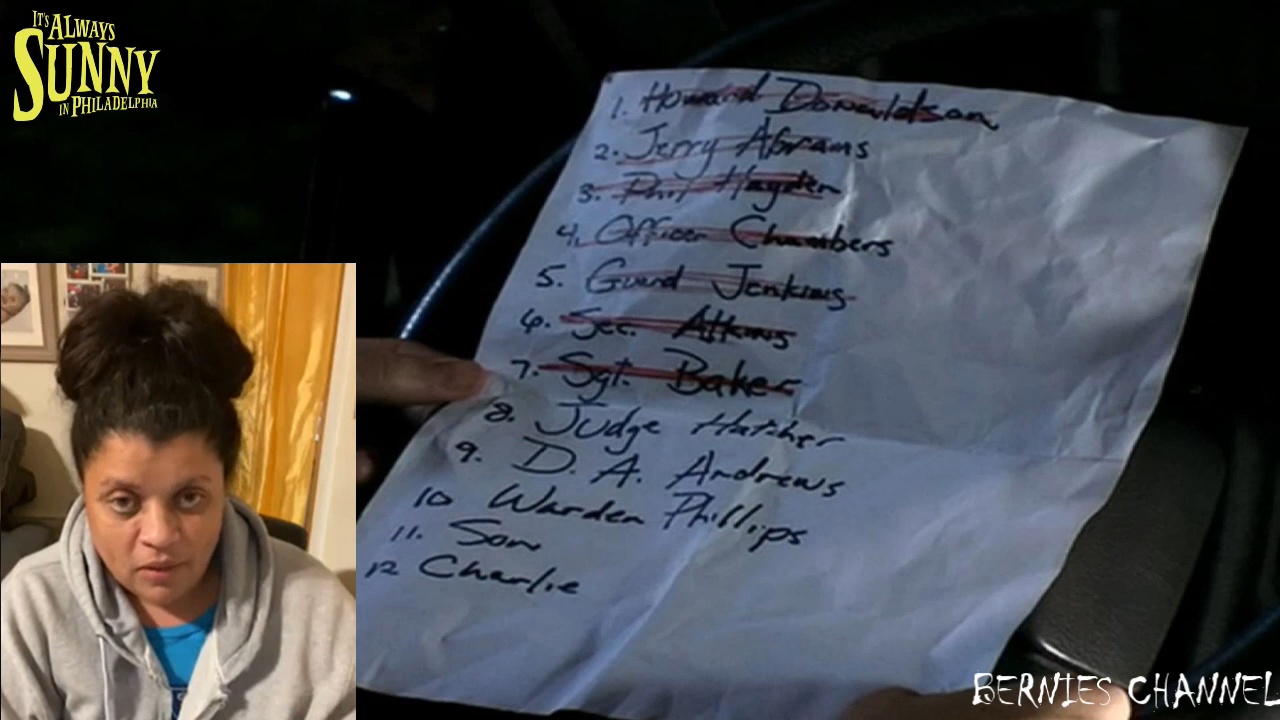 IT'S ALWAYS
SUNNY
IN PHILADELPHIA
1. Howard Donaldson
2. Jerry Abrams
3. Phil Hayden
4. Officer Chambers
5. Guard Jenkins
6. Sec. Atkins
7. Sgt. Baker
8. Judge Hatcher
9. D. A. Andrews
10 Warden Phillips
11. Son
12 Charlie
BERNIES CHANNEL